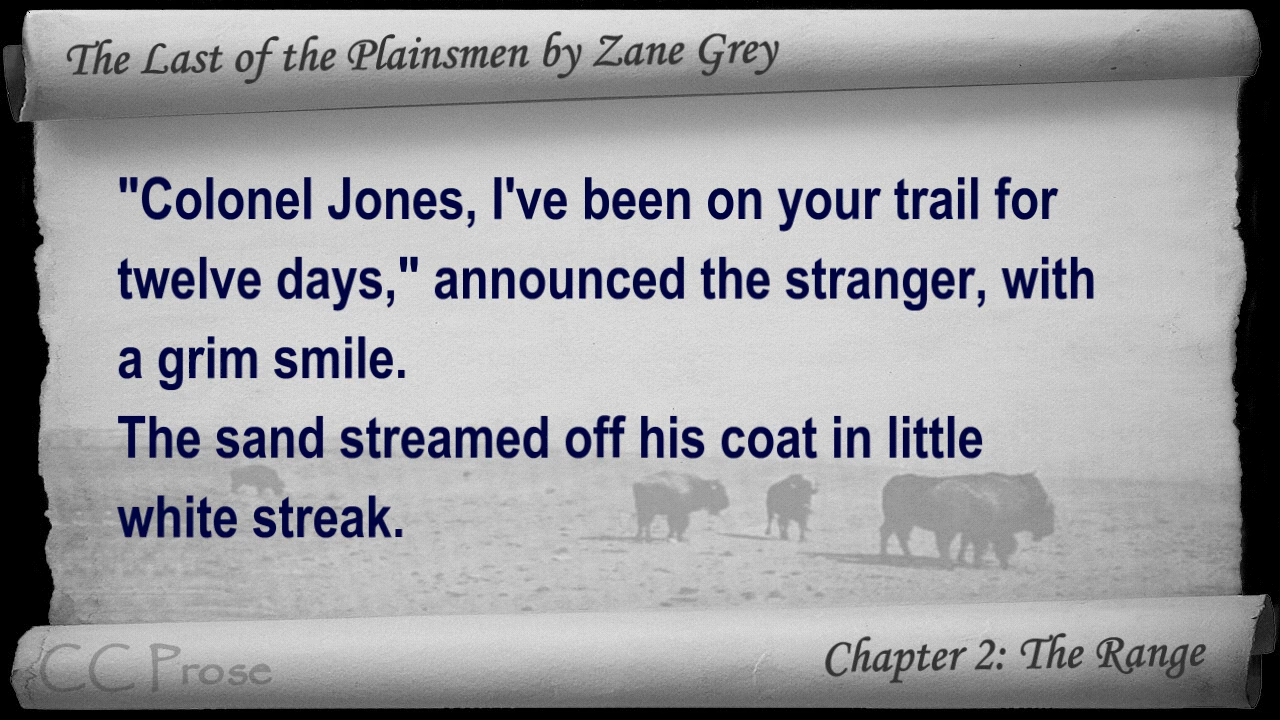 The Last of the Plainsmen by Zane Grey
"Colonel Jones, I've been on your trail for
twelve days," announced the stranger, with
a grim smile.
The sand streamed off his coat in little
white streak.
CC Prose
Chapter 2: The Range